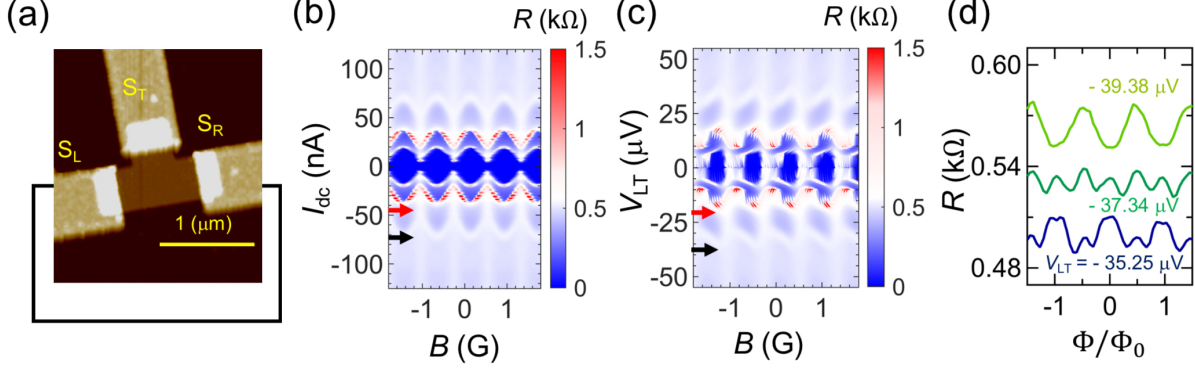 (a)
S_T
S_R
S_L
1 (μm)
(b)
R (kΩ)
I_dc (nA)
100
50
0
-50
-100
-1 0 1
B (G)
1.5
1
0.5
0
(c)
R (kΩ)
V_LT (μV)
50
25
0
-25
-50
-1 0 1
B (G)
1.5
1
0.5
0
(d)
R (kΩ)
0.60
0.54
0.48
- 39.38 μV
- 37.34 μV
V_LT = - 35.25 μV
-1 0 1
Φ/Φ_0